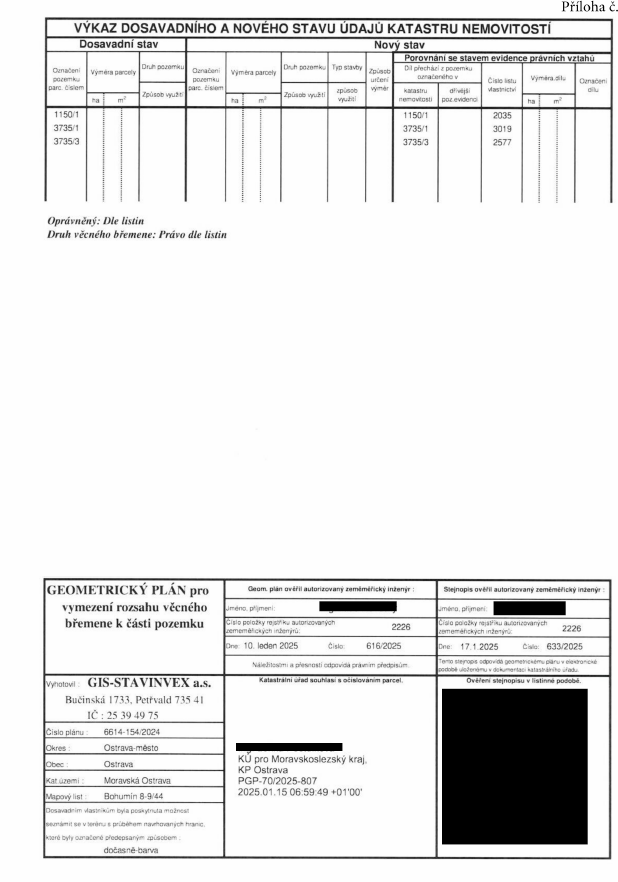 Příloha č.
VÝKAZ DOSAVADNÍHO A NOVÉHO STAVU ÚDAJŮ KATASTRU NEMOVITOSTÍ
Dosavadní stav
Nový stav
Označení pozemku parc. číslem
Výměra parcely
ha
m²
Druh pozemku
Způsob využití
Označení pozemku parc. číslem
Výměra parcely
ha
m²
Druh pozemku
Způsob využití
Typ stavby
způsob využití
Způsob určení výměr
Porovnání se stavem evidence právních vztahů
Díl přechází z pozemku označeného v
katastru nemovitostí
dřívější poz.evidenci
Číslo listu vlastnictví
Výměra dílu
ha
m²
Označení dílu
1150/1 1150/1 2035
3735/1 3735/1 3019
3735/3 3735/3 2577
Oprávněný: Dle listin
Druh věcného břemene: Právo dle listin
GEOMETRICKÝ PLÁN pro
vymezení rozsahu věcného
břemene k části pozemku
Geom. plán ověřil autorizovaný zeměměřický inženýr :
Jméno, příjmení:
Číslo položky rejstříku autorizovaných
zeměměřických inženýrů: 2226
Dne: 10. leden 2025 Číslo: 616/2025
Náležitostmi a přesností odpovídá právním předpisům.
Stejnopis ověřil autorizovaný zeměměřický inženýr :
Jméno, příjmení:
Číslo položky rejstříku autorizovaných
zeměměřických inženýrů: 2226
Dne: 17.1.2025 Číslo: 633/2025
Tento stejnopis odpovídá geometrickému plánu v elektronické
podobě uloženému v dokumentaci katastrálního úřadu.
Vyhotovil : GIS-STAVINVEX a.s.
Bučinská 1733, Petřvald 735 41
IČ : 25 39 49 75
Číslo plánu : 6614-154/2024
Okres : Ostrava-město
Obec : Ostrava
Kat.území : Moravská Ostrava
Mapový list : Bohumín 8-9/44
Dosavadním vlastníkům byla poskytnuta možnost
seznámit se v terénu s průběhem navrhovaných hranic,
které byly označené předepsaným způsobem :
dočasně-barva
Katastrální úřad souhlasí s očíslováním parcel.
KÚ pro Moravskoslezský kraj,
KP Ostrava
PGP-70/2025-807
2025.01.15 06:59:49 +01'00'
Ověření stejnopisu v listinné podobě.